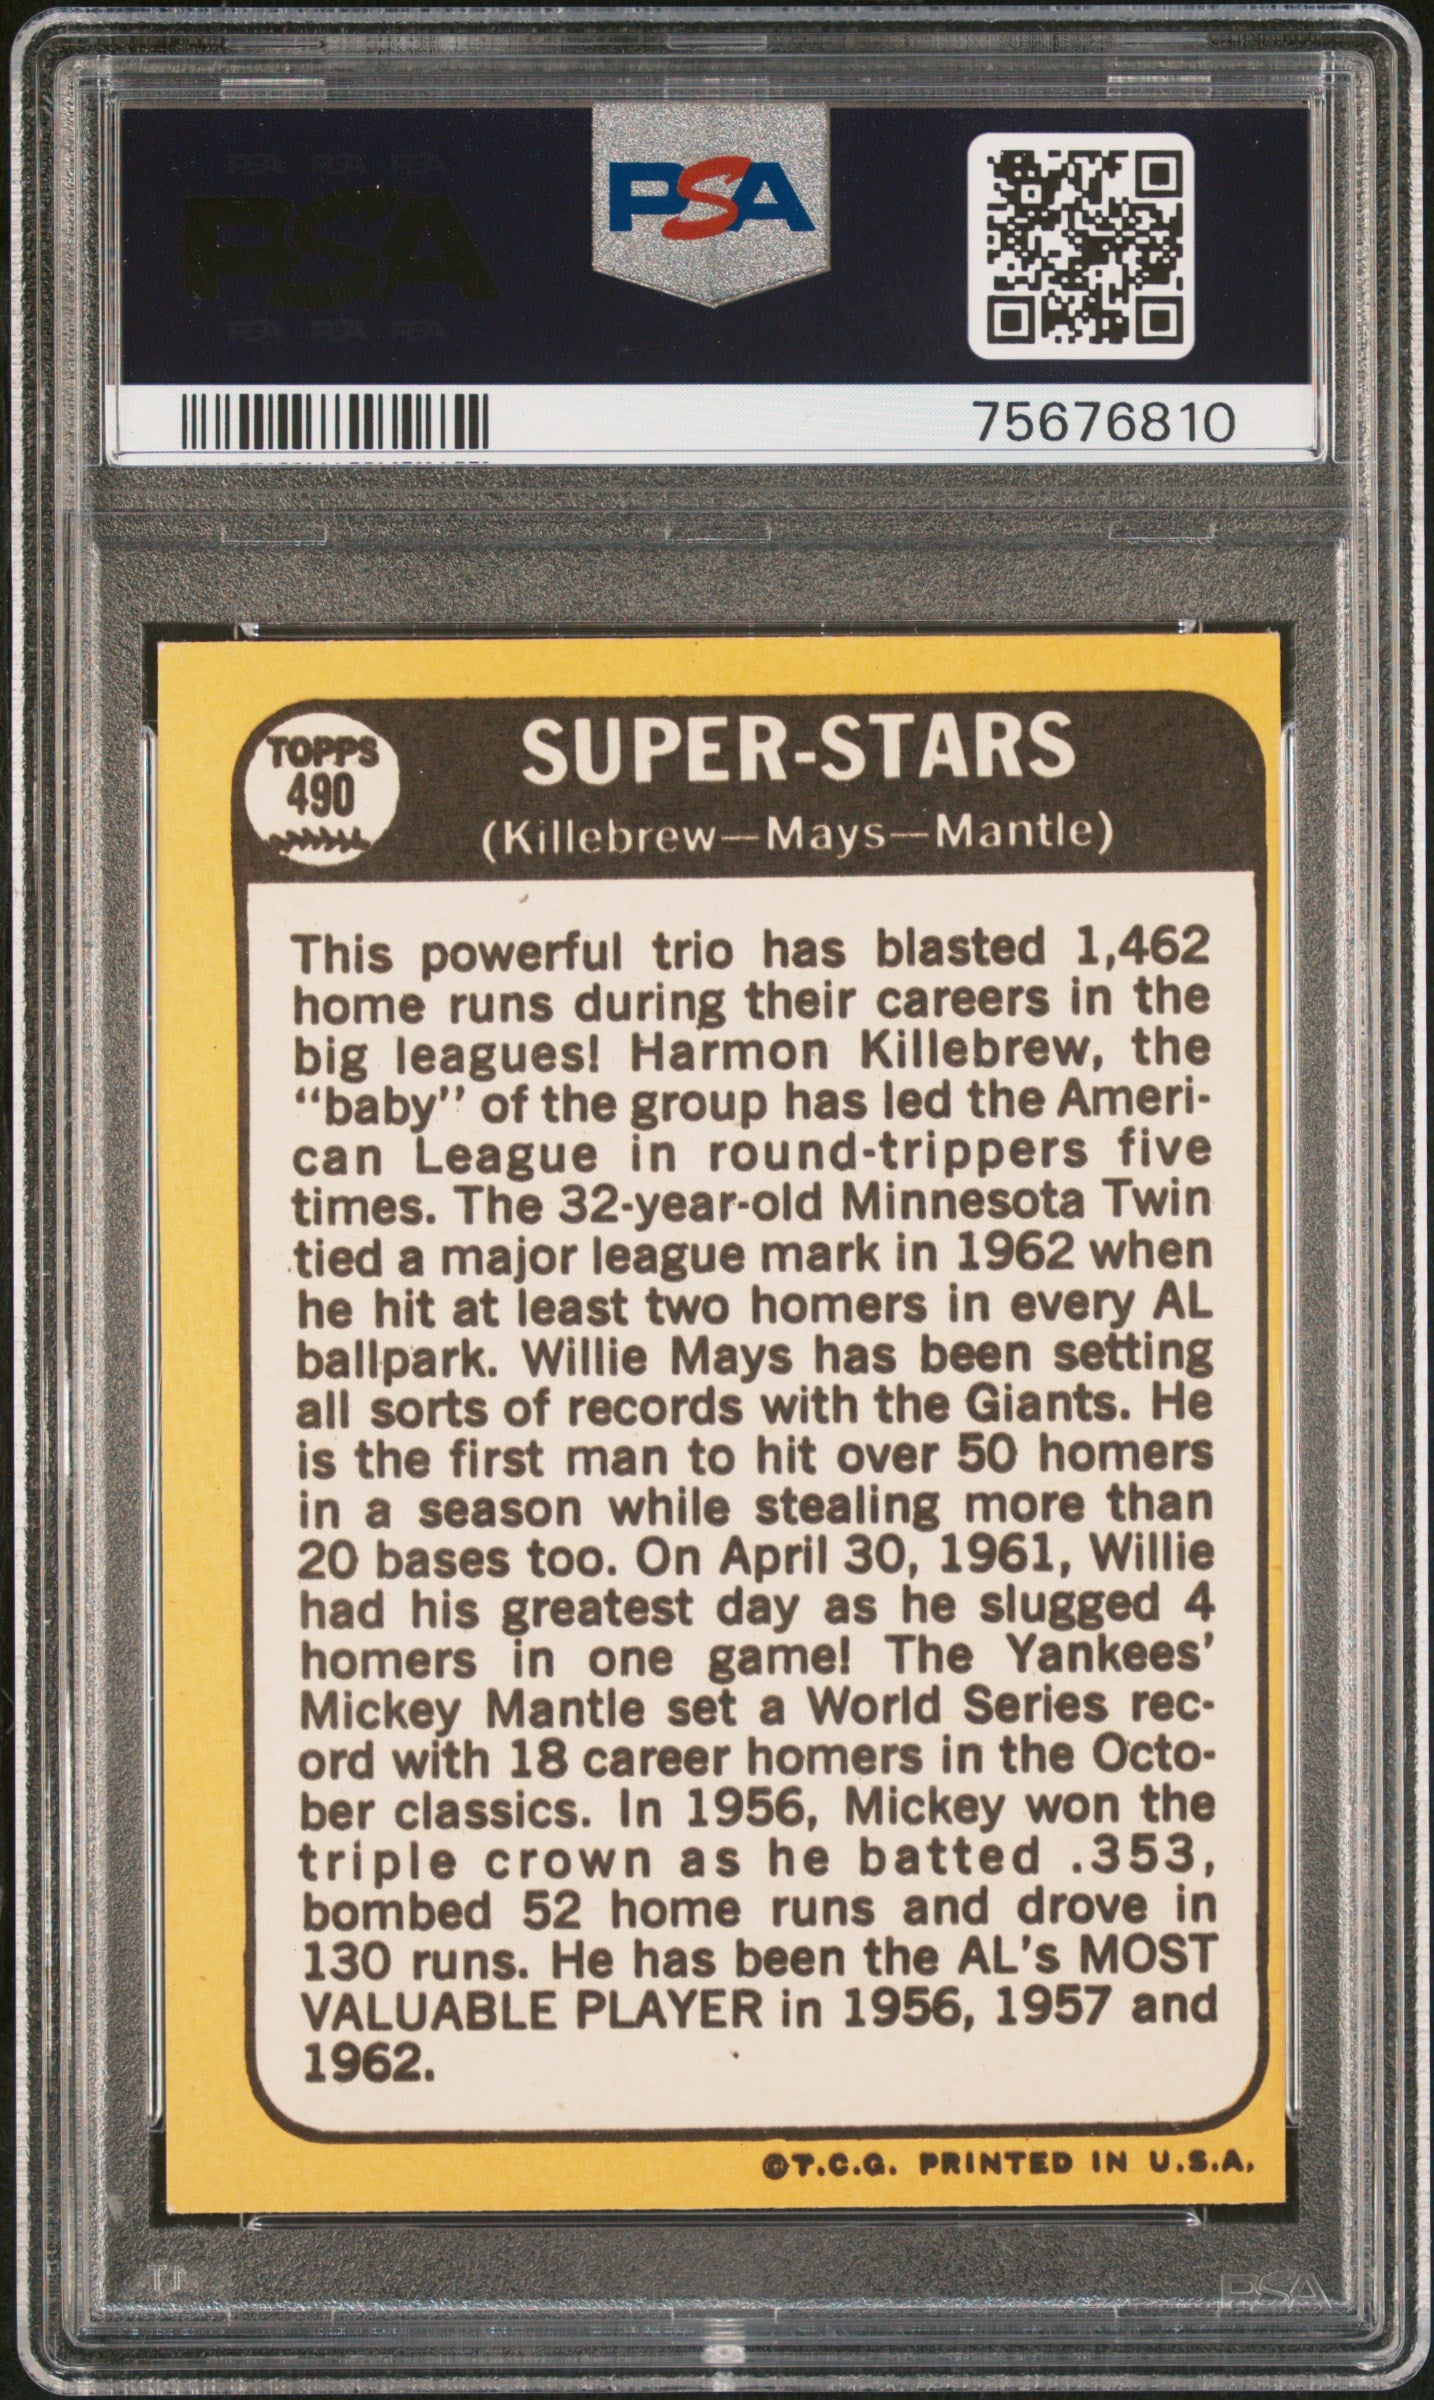 PSA PSA PSA
PSA
PSA PSA PSA
PSA
75676810
TOPPS
490
SUPER-STARS
(Killebrew—Mays—Mantle)
This powerful trio has blasted 1,462
home runs during their careers in the
big leagues! Harmon Killebrew, the
"baby" of the group has led the Ameri-
can League in round-trippers five
times. The 32-year-old Minnesota Twin
tied a major league mark in 1962 when
he hit at least two homers in every AL
ballpark. Willie Mays has been setting
all sorts of records with the Giants. He
is the first man to hit over 50 homers
in a season while stealing more than
20 bases too. On April 30, 1961, Willie
had his greatest day as he slugged 4
homers in one game! The Yankees'
Mickey Mantle set a World Series rec-
ord with 18 career homers in the Octo-
ber classics. In 1956, Mickey won the
triple crown as he batted .353,
bombed 52 home runs and drove in
130 runs. He has been the AL's MOST
VALUABLE PLAYER in 1956, 1957 and
1962.
©T.C.G. PRINTED IN U.S.A.
PSA